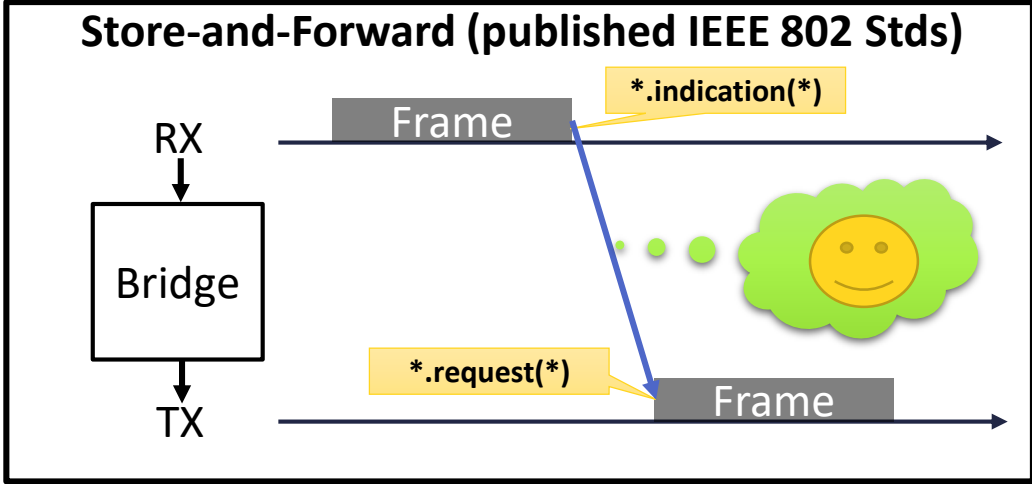 Store-and-Forward (published IEEE 802 Stds)
*.indication(*)
Frame
RX
Bridge
*.request(*)
Frame
TX